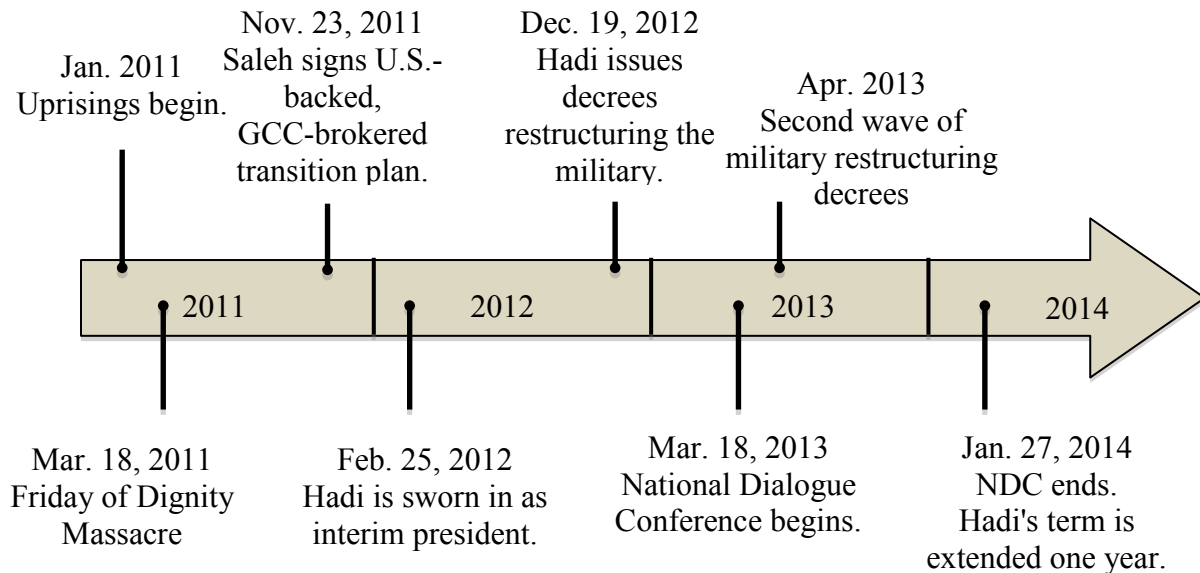 Jan. 2011
Uprisings begin.
Nov. 23, 2011
Saleh signs U.S.-
backed,
GCC-brokered
transition plan.
Dec. 19, 2012
Hadi issues
decrees
restructuring the
military.
Apr. 2013
Second wave of
military restructuring
decrees
2011
2012
2013
2014
Mar. 18, 2011
Friday of Dignity
Massacre
Feb. 25, 2012
Hadi is sworn in as
interim president.
Mar. 18, 2013
National Dialogue
Conference begins.
Jan. 27, 2014
NDC ends.
Hadi's term is
extended one year.